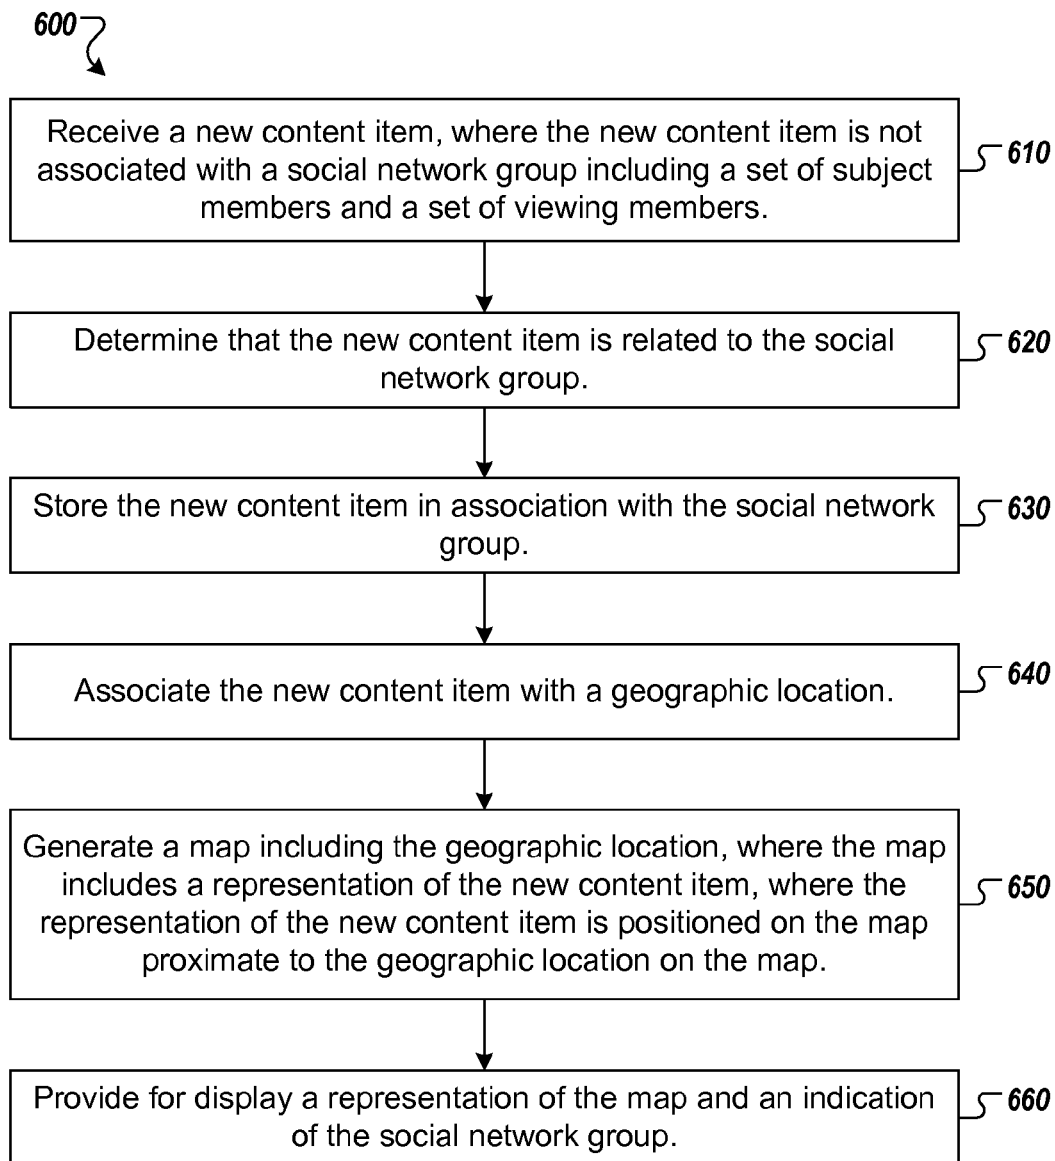 600
Receive a new content item, where the new content item is not
associated with a social network group including a set of subject
members and a set of viewing members.
610
Determine that the new content item is related to the social
network group.
620
Store the new content item in association with the social network
group.
630
Associate the new content item with a geographic location.
640
Generate a map including the geographic location, where the map
includes a representation of the new content item, where the
representation of the new content item is positioned on the map
proximate to the geographic location on the map.
650
Provide for display a representation of the map and an indication
of the social network group.
660